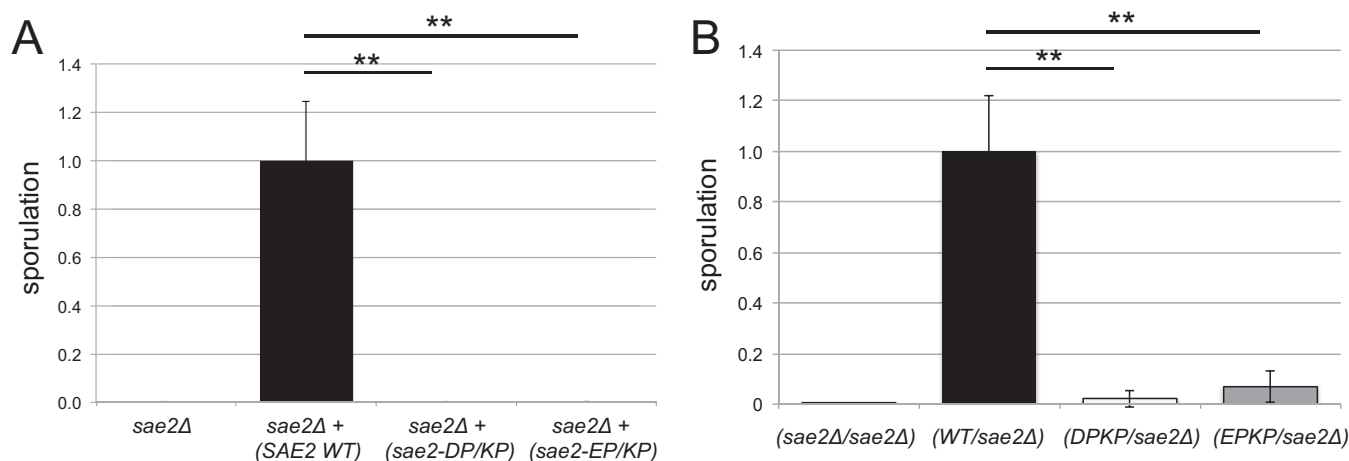 A
**
**
sporulation
1.4
1.2
1.0
0.8
0.6
0.4
0.2
0.0
sae2Δ
sae2Δ +
(SAE2 WT)
sae2Δ +
(sae2-DP/KP)
sae2Δ +
(sae2-EP/KP)
B
**
**
sporulation
1.4
1.2
1.0
0.8
0.6
0.4
0.2
0
(sae2Δ/sae2Δ)
(WT/sae2Δ)
(DPKP/sae2Δ)
(EPKP/sae2Δ)